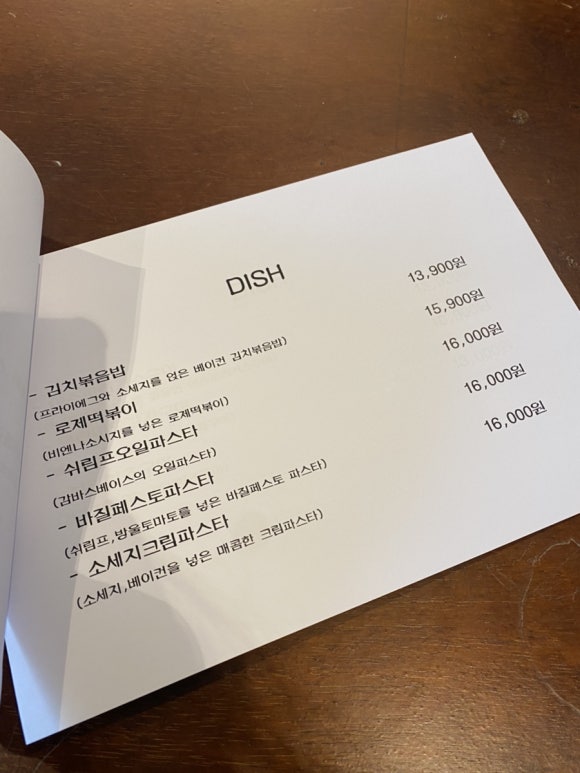 DISH
- 김치볶음밥 13,900원
(프라이에그와 소세지를 얹은 베이컨 김치볶음밥)
- 로제떡볶이 15,900원
(비엔나소시지를 넣은 로제떡볶이)
- 쉬림프오일파스타 16,000원
(감바스베이스의 오일파스타)
- 바질페스토파스타 16,000원
(쉬림프,방울토마토를 넣은 바질페스토 파스타)
- 소세지크림파스타 16,000원
(소세지,베이컨을 넣은 매콤한 크림파스타)